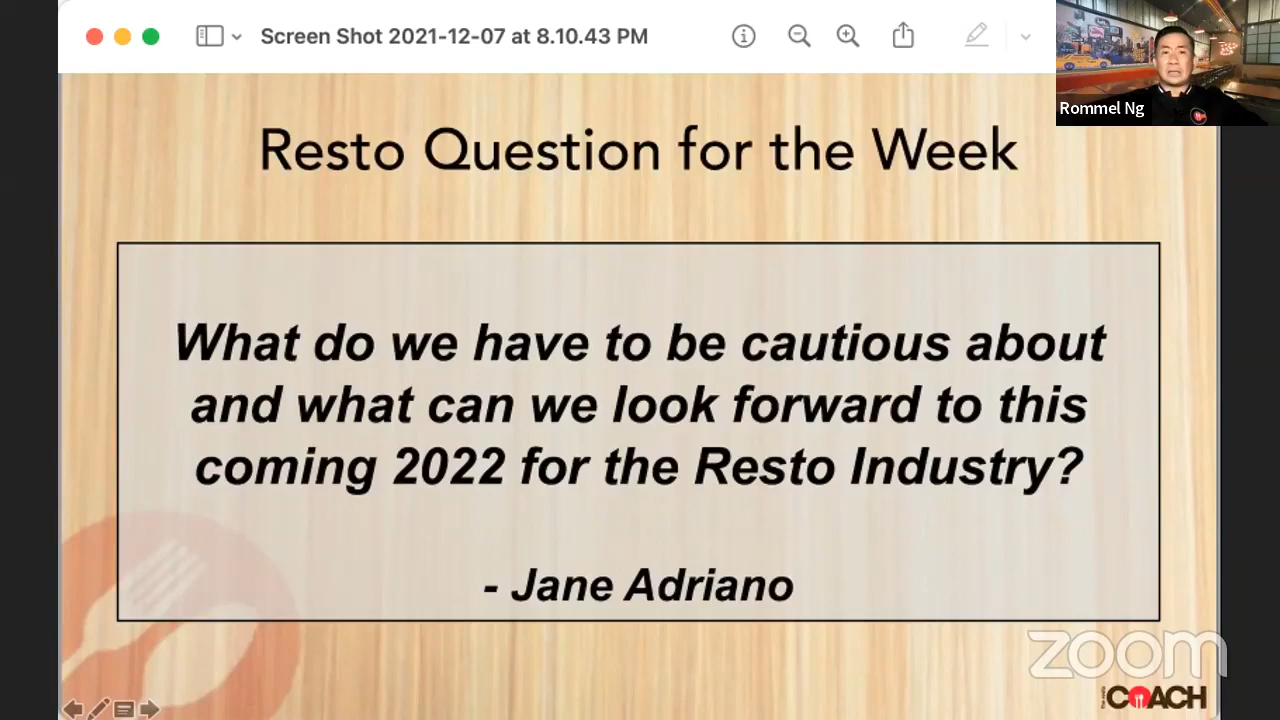 Screen Shot 2021-12-07 at 8.10.43 PM
Rommel Ng
Resto Question for the Week
What do we have to be cautious about
and what can we look forward to this
coming 2022 for the Resto Industry?
- Jane Adriano
zoom
COACH